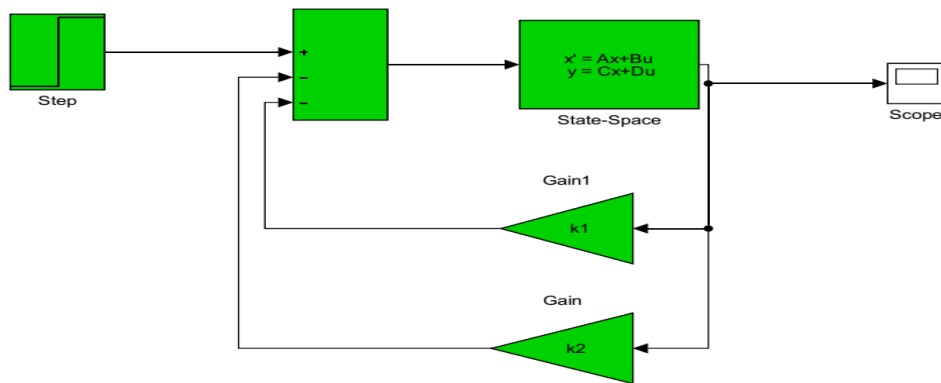 Step
+
−
−
x' = Ax+Bu
y = Cx+Du
State-Space
Scope
Gain1
k1
Gain
k2